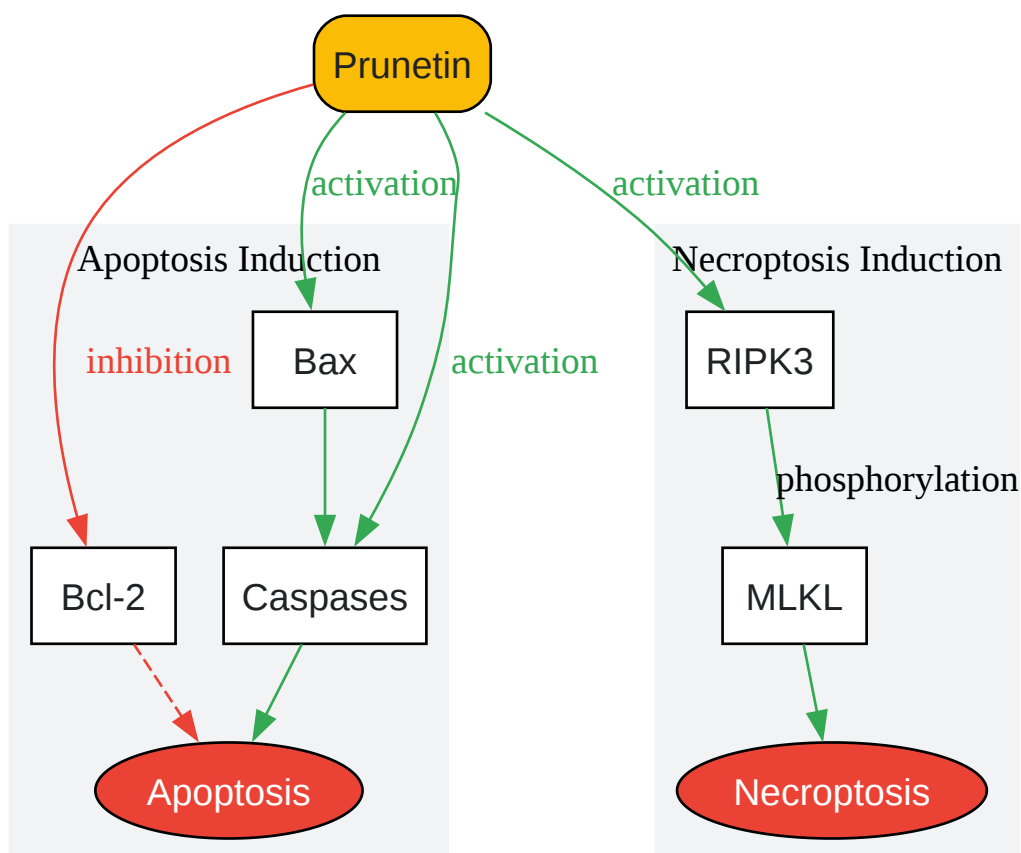 Prunetin
activation
activation
Apoptosis Induction
Necroptosis Induction
inhibition
Bax
activation
RIPK3
phosphorylation
Bcl-2
Caspases
MLKL
Apoptosis
Necroptosis